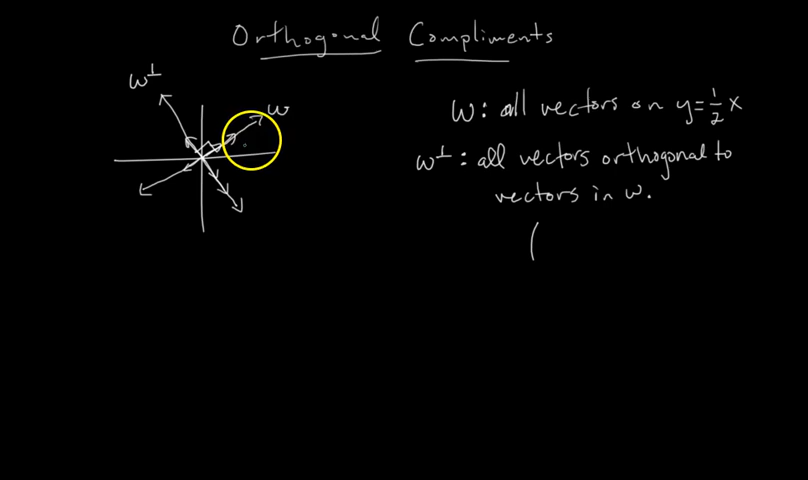 Orthogonal Compliments
W⊥
W
W: all vectors on y=1/2 x
W⊥: all vectors orthogonal to
vectors in W.
(